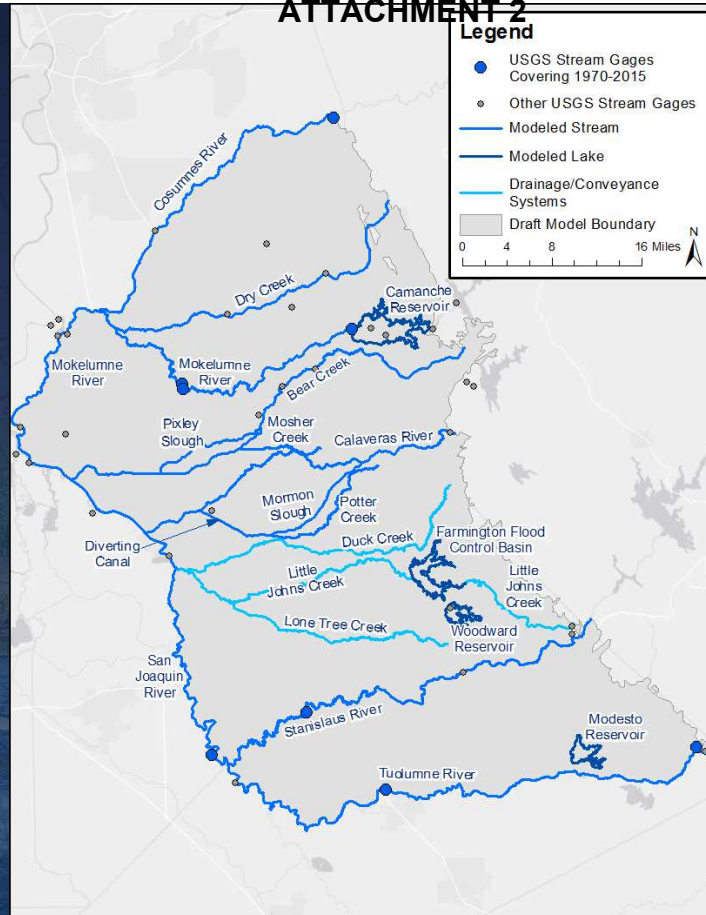 ATTACHMENT 2
Legend
USGS Stream Gages
Covering 1970-2015
Other USGS Stream Gages
Modeled Stream
Modeled Lake
Drainage/Conveyance
Systems
Draft Model Boundary
N
0 4 8 16 Miles
Cosumnes River
Dry Creek
Camanche
Reservoir
Mokelumne
River
Mokelumne
River
Bear Creek
Pixley
Slough
Mosher
Creek
Calaveras River
Mormon
Slough
Potter
Creek
Diverting
Canal
Duck Creek
Farmington Flood
Control Basin
Little
Johns Creek
Little
Johns
Creek
Lone Tree Creek
Woodward
Reservoir
San
Joaquin
River
Stanislaus River
Modesto
Reservoir
Tuolumne River